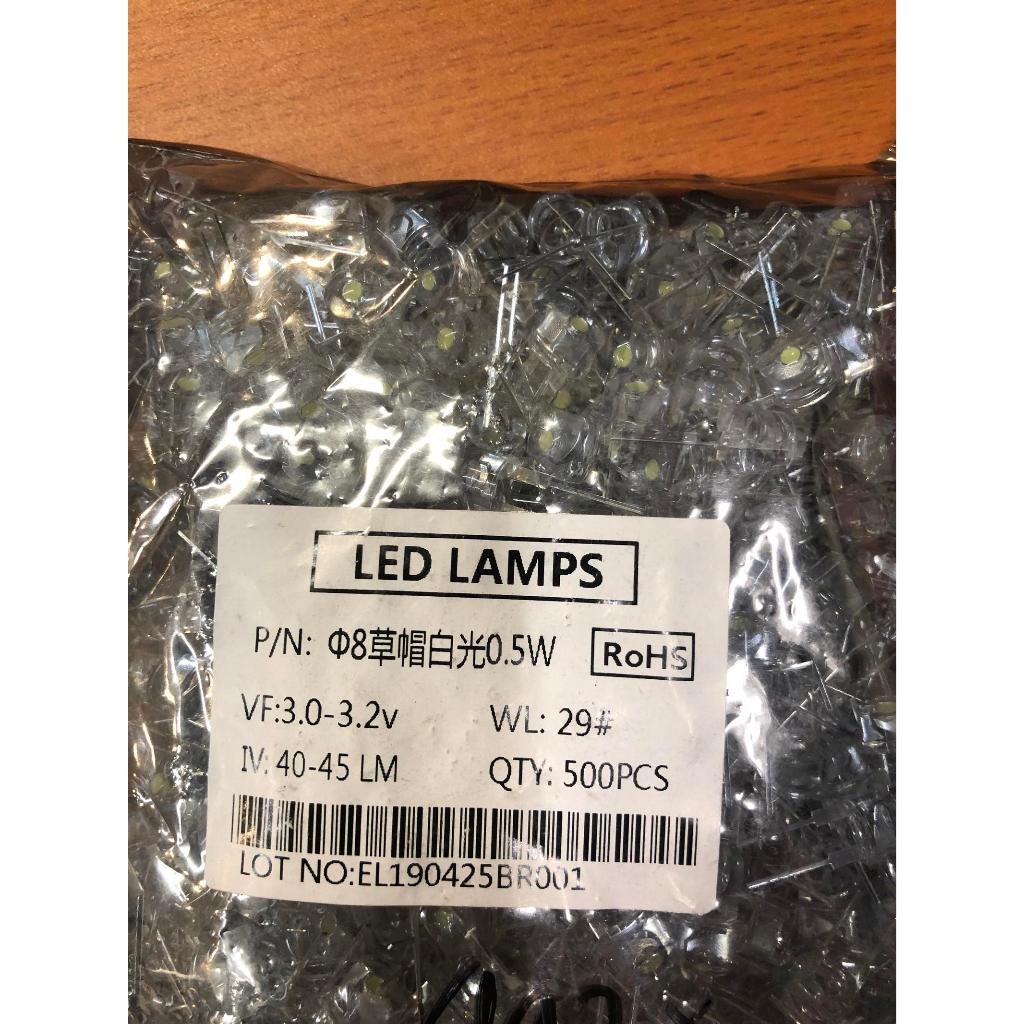 LED LAMPS
P/N: Φ8草帽白光0.5W
RoHS
VF:3.0-3.2v
WL: 29#
IV: 40-45 LM
QTY: 500PCS
LOT NO:EL190425BR001